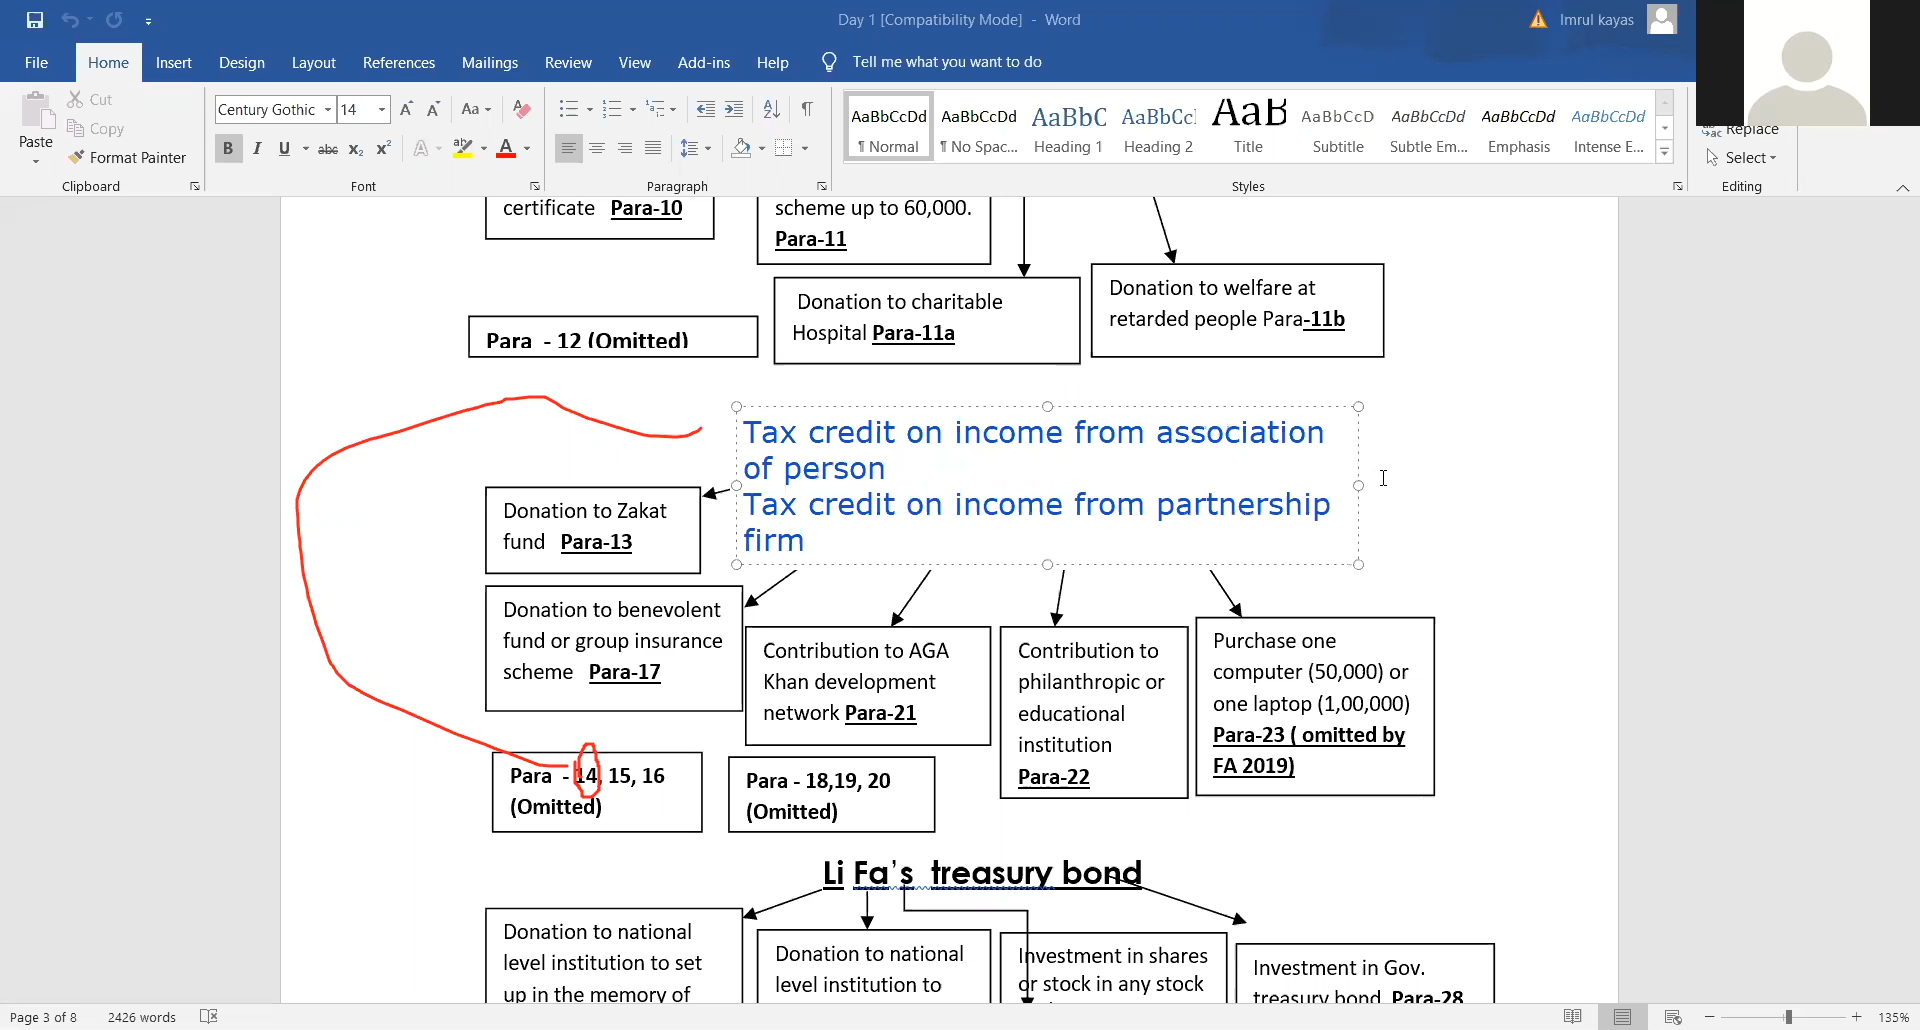 Day 1 [Compatibility Mode] - Word
Imrul kayas
File Home Insert Design Layout References Mailings Review View Add-ins Help Tell me what you want to do
Paste
Cut
Copy
Format Painter
Clipboard
Century Gothic 14
Font
Paragraph
AaBbCcDd AaBbCcDd AaBbC AaBbCcl AaB AaBbCcD AaBbCcDd AaBbCcDd AaBbCcDd
¶ Normal ¶ No Spac... Heading 1 Heading 2 Title Subtitle Subtle Em... Emphasis Intense E...
Styles
Replace
Select
Editing
certificate Para-10
scheme up to 60,000.
Para-11
Donation to charitable
Hospital Para-11a
Donation to welfare at
retarded people Para-11b
Para - 12 (Omitted)
Tax credit on income from association
of person
Tax credit on income from partnership
firm
Donation to Zakat
fund Para-13
Donation to benevolent
fund or group insurance
scheme Para-17
Contribution to AGA
Khan development
network Para-21
Contribution to
philanthropic or
educational
institution
Para-22
Purchase one
computer (50,000) or
one laptop (1,00,000)
Para-23 ( omitted by
FA 2019)
Para - 14, 15, 16
(Omitted)
Para - 18,19, 20
(Omitted)
Li Fa's treasury bond
Donation to national
level institution to set
up in the memory of
Donation to national
level institution to
Investment in shares
or stock in any stock
Investment in Gov.
treasury bond Para-28
Page 3 of 8 2426 words
135%